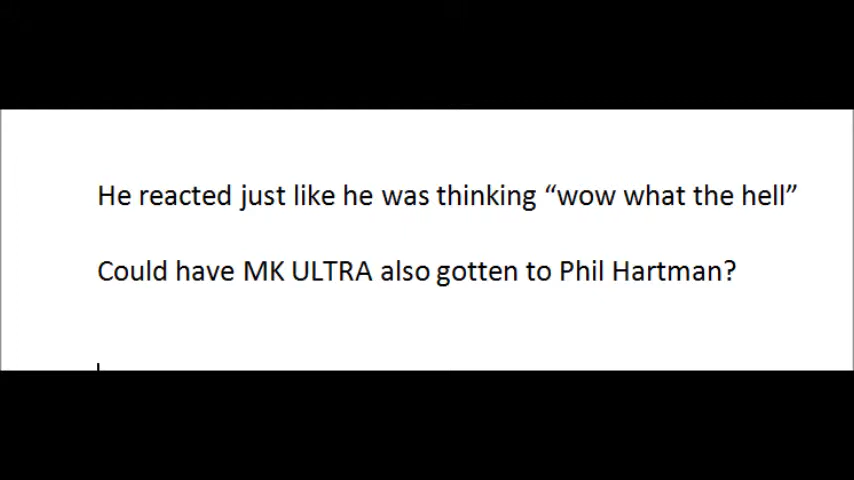 He reacted just like he was thinking “wow what the hell”
Could have MK ULTRA also gotten to Phil Hartman?